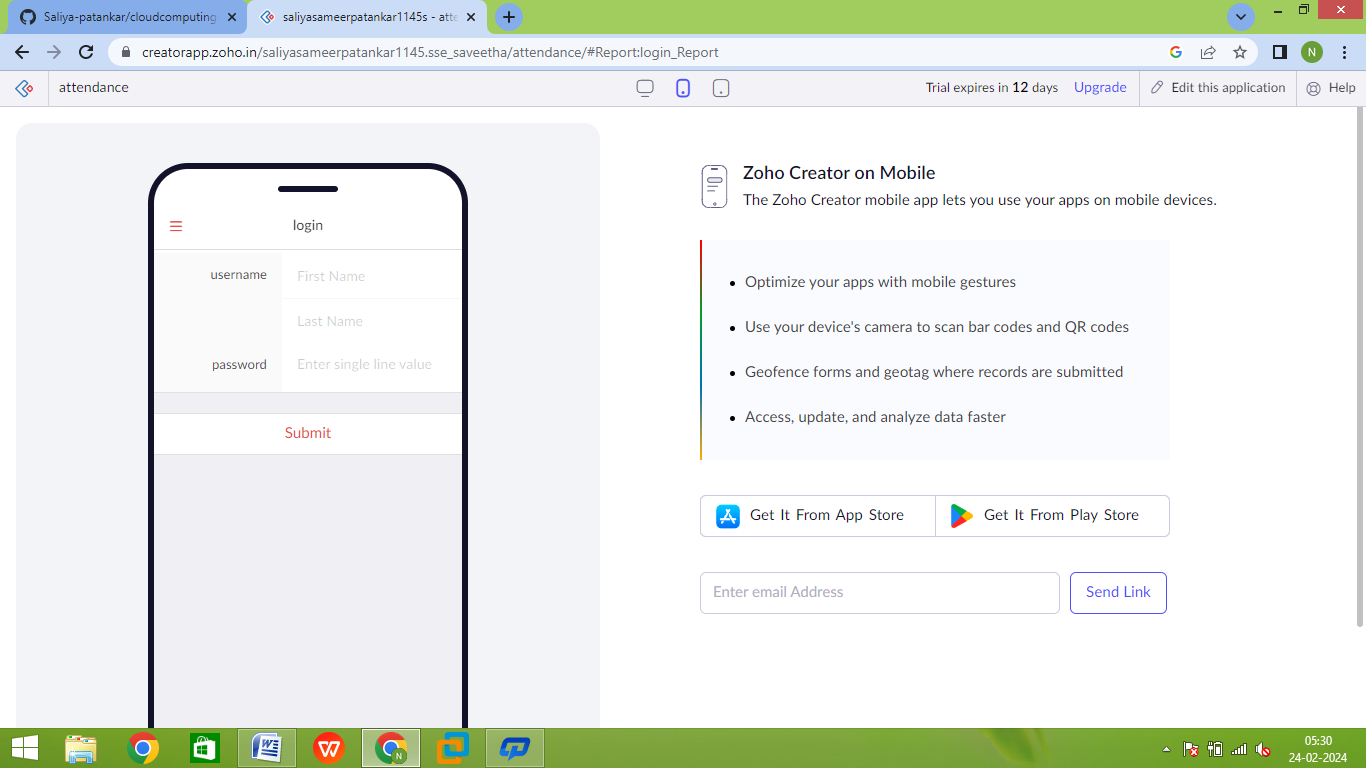 Saliya-patankar/cloudcomputing
saliyasameerpatankar1145s - atte
creatorapp.zoho.in/saliyasameerpatankar1145.sse_saveetha/attendance/#Report:login_Report
N
attendance
Trial expires in 12 days
Upgrade
Edit this application
Help
login
username
First Name
Last Name
password
Enter single line value
Submit
Zoho Creator on Mobile
The Zoho Creator mobile app lets you use your apps on mobile devices.
Optimize your apps with mobile gestures
Use your device's camera to scan bar codes and QR codes
Geofence forms and geotag where records are submitted
Access, update, and analyze data faster
Get It From App Store
Get It From Play Store
Enter email Address
Send Link
W
W
N
05:30
24-02-2024